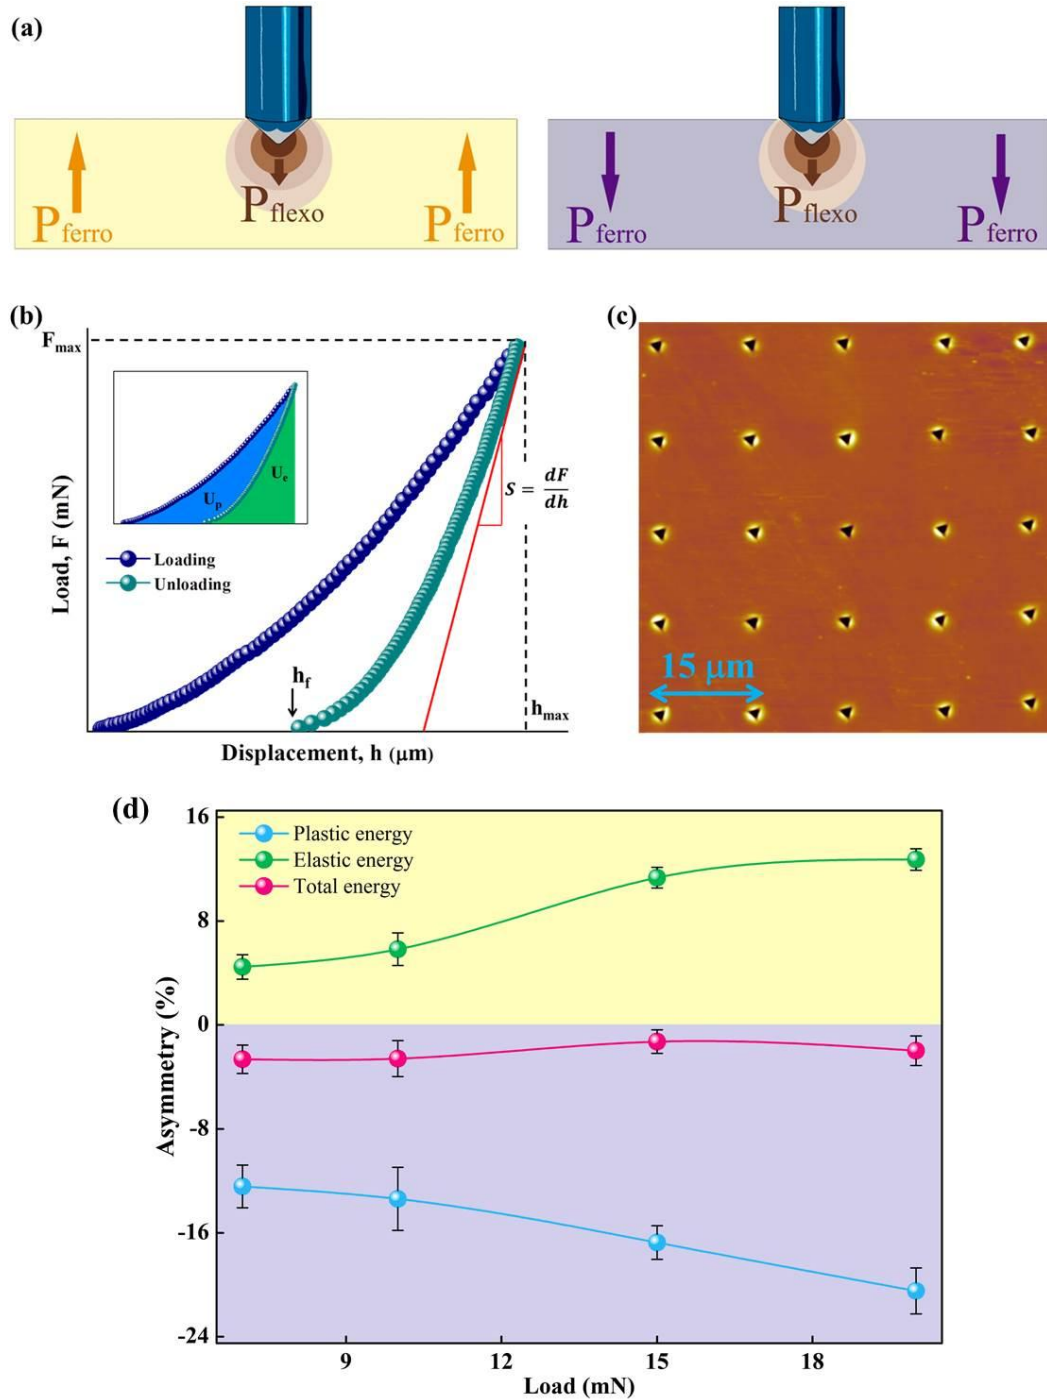 (a)
P flexo
P ferro
P ferro
P flexo
P ferro
P ferro
(b)
F max
Load, F (mN)
U p
U e
Loading
Unloading
S = dF/dh
h f
h max
Displacement, h (μm)
(c)
15 μm
(d)
Asymmetry (%)
16
8
0
-8
-16
-24
Plastic energy
Elastic energy
Total energy
9
12
15
18
Load (mN)